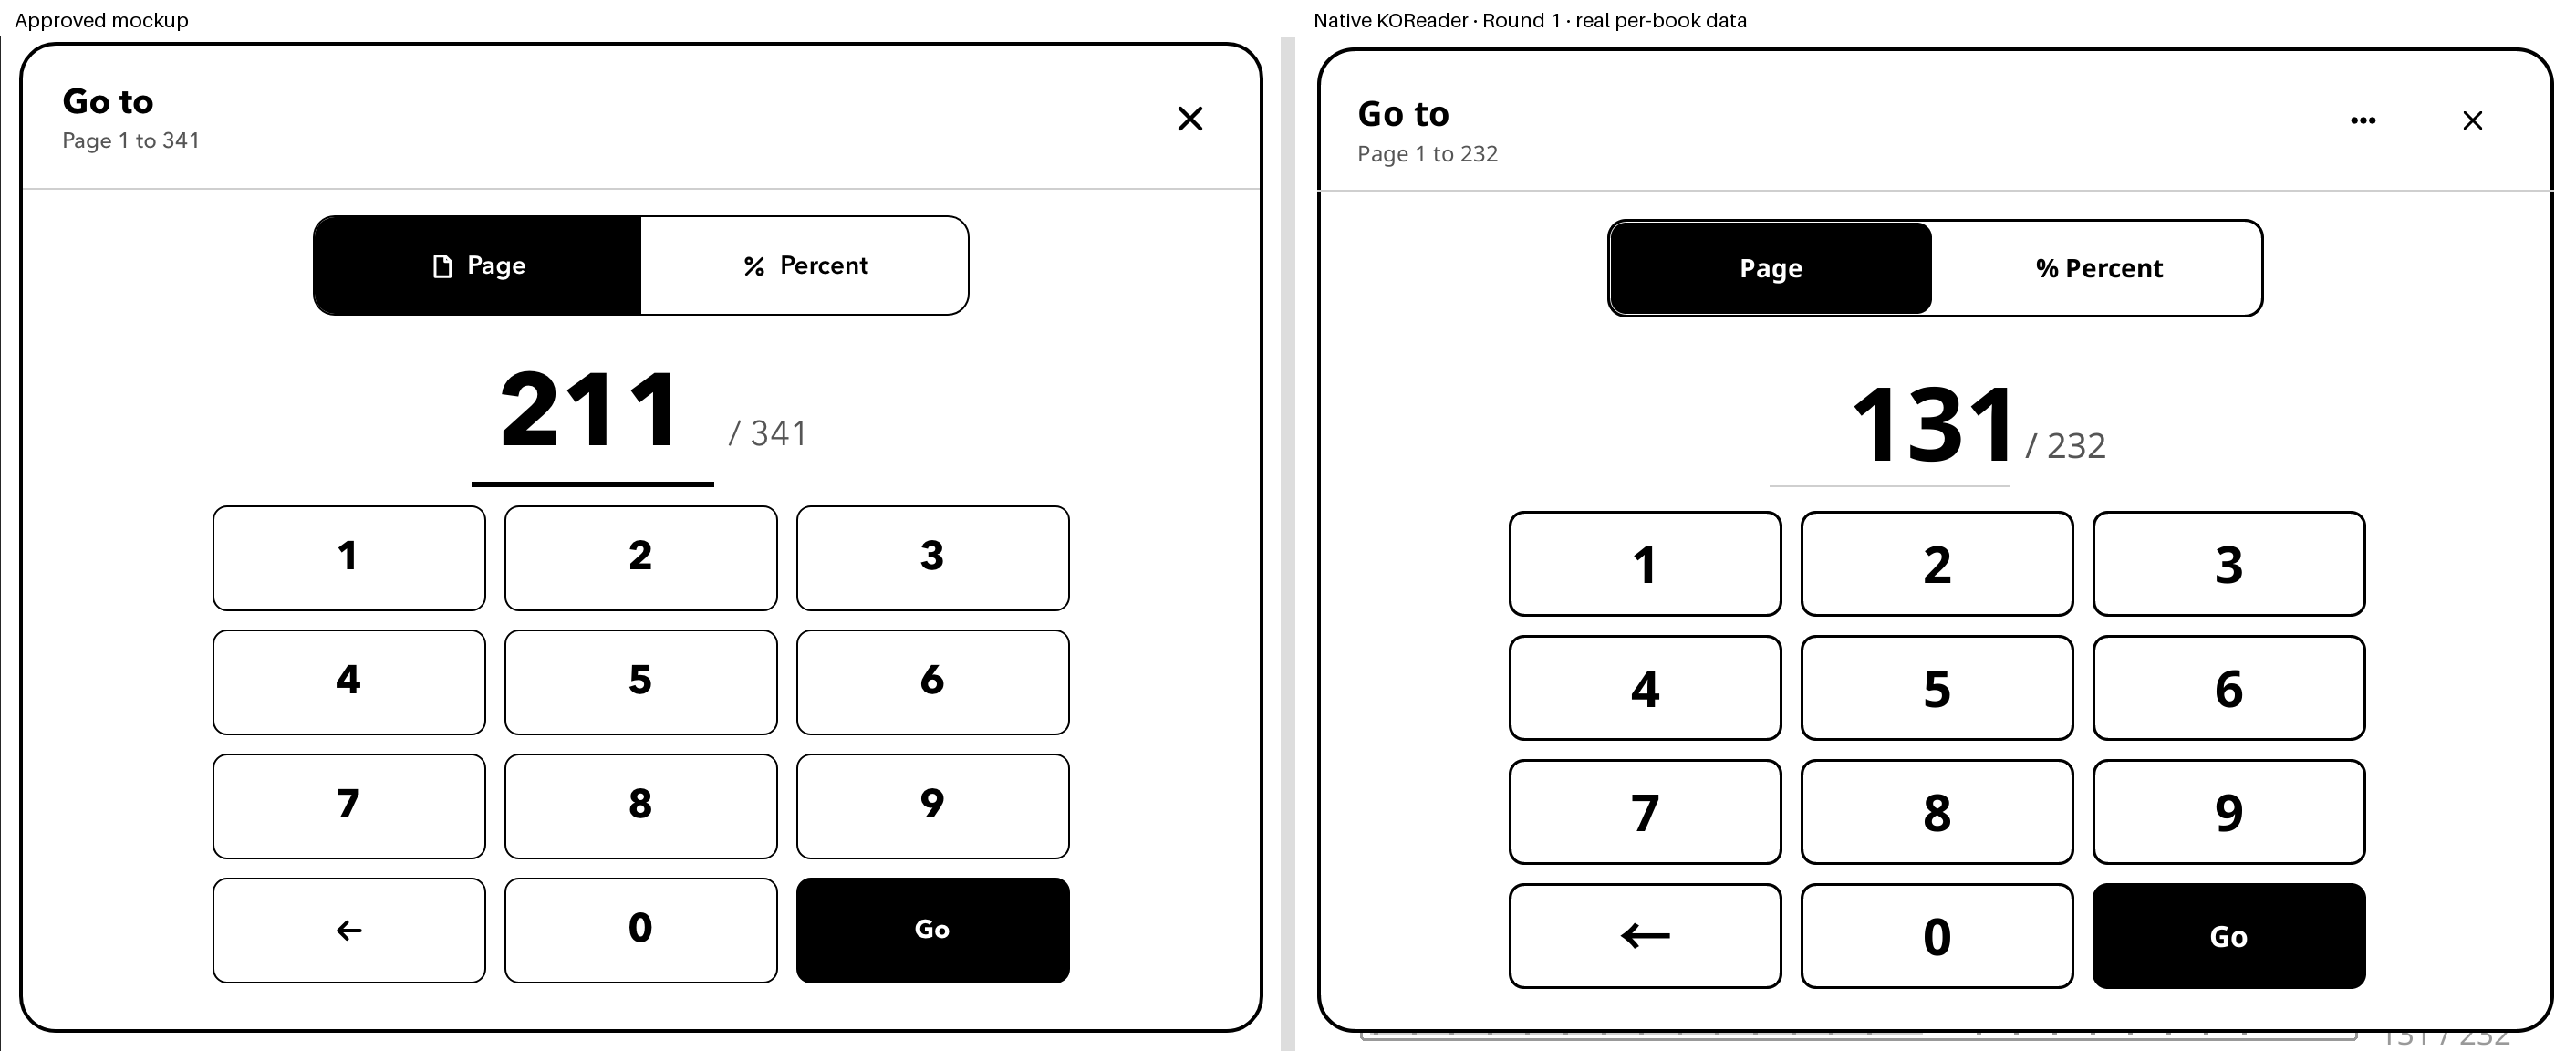 Approved mockup
Go to
Page 1 to 341
Page
% Percent
211 / 341
1 2 3
4 5 6
7 8 9
← 0 Go
Native KOReader · Round 1 · real per-book data
Go to
Page 1 to 232
Page
% Percent
131 / 232
1 2 3
4 5 6
7 8 9
← 0 Go
131 / 232